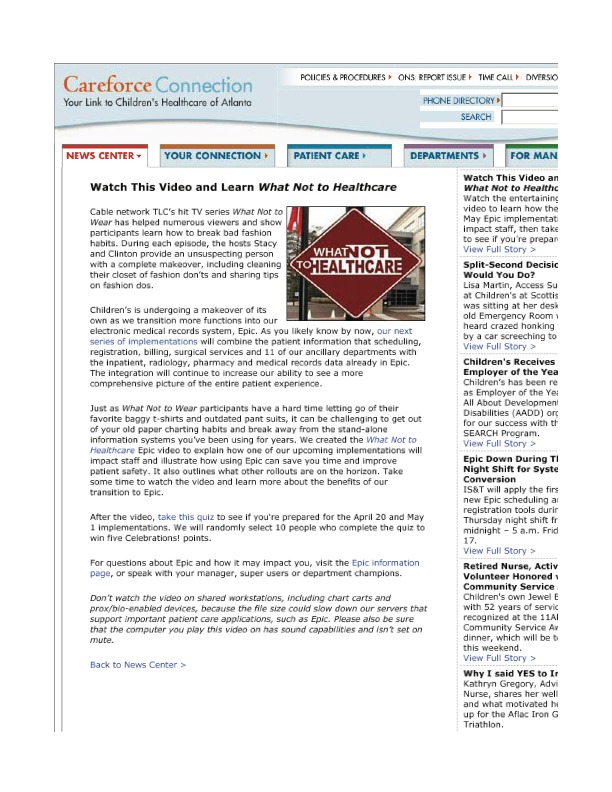 Careforce Connection
Your Link to Children's Healthcare of Atlanta
POLICIES & PROCEDURES ONS: REPORT ISSUE TIME CALL DIVERSIO
PHONE DIRECTORY
SEARCH
NEWS CENTER
YOUR CONNECTION
PATIENT CARE
DEPARTMENTS
FOR MAN
Watch This Video and Learn What Not to Healthcare
Cable network TLC's hit TV series What Not to
Wear has helped numerous viewers and show
participants learn how to break bad fashion
habits. During each episode, the hosts Stacy
and Clinton provide an unsuspecting person
with a complete makeover, including cleaning
their closet of fashion don'ts and sharing tips
on fashion dos.
WHAT NOT
TO HEALTHCARE
Children's is undergoing a makeover of its
own as we transition more functions into our
electronic medical records system, Epic. As you likely know by now, our next
series of implementations will combine the patient information that scheduling,
registration, billing, surgical services and 11 of our ancillary departments with
the inpatient, radiology, pharmacy and medical records data already in Epic.
The integration will continue to increase our ability to see a more
comprehensive picture of the entire patient experience.
Just as What Not to Wear participants have a hard time letting go of their
favorite baggy t-shirts and outdated pant suits, it can be challenging to get out
of your old paper charting habits and break away from the stand-alone
information systems you've been using for years. We created the What Not to
Healthcare Epic video to explain how one of our upcoming implementations will
impact staff and illustrate how using Epic can save you time and improve
patient safety. It also outlines what other rollouts are on the horizon. Take
some time to watch the video and learn more about the benefits of our
transition to Epic.
After the video, take this quiz to see if you're prepared for the April 20 and May
1 implementations. We will randomly select 10 people who complete the quiz to
win five Celebrations! points.
For questions about Epic and how it may impact you, visit the Epic information
page, or speak with your manager, super users or department champions.
Don't watch the video on shared workstations, including chart carts and
prox/bio-enabled devices, because the file size could slow down our servers that
support important patient care applications, such as Epic. Please also be sure
that the computer you play this video on has sound capabilities and isn't set on
mute.
Back to News Center >
Watch This Video an
What Not to Healthc
Watch the entertaining
video to learn how the
May Epic implementati
impact staff, then take
to see if you're prepare
View Full Story >
Split-Second Decisic
Would You Do?
Lisa Martin, Access Su
at Children's at Scottis
was sitting at her desk
old Emergency Room v
heard crazed honking
by a car screeching to
View Full Story >
Children's Receives
Employer of the Yea
Children's has been re
as Employer of the Yea
All About Development
Disabilities (AADD) org
for our success with th
SEARCH Program.
View Full Story >
Epic Down During Th
Night Shift for Syste
Conversion
IS&T will apply the firs
new Epic scheduling an
registration tools durin
Thursday night shift fr
midnight – 5 a.m. Frid
17.
View Full Story >
Retired Nurse, Activ
Volunteer Honored v
Community Service
Children's own Jewel B
with 52 years of servic
recognized at the 11Al
Community Service Aw
dinner, which will be t
this weekend.
View Full Story >
Why I said YES to Ir
Kathryn Gregory, Advi
Nurse, shares her well
and what motivated he
up for the Aflac Iron G
Triathlon.